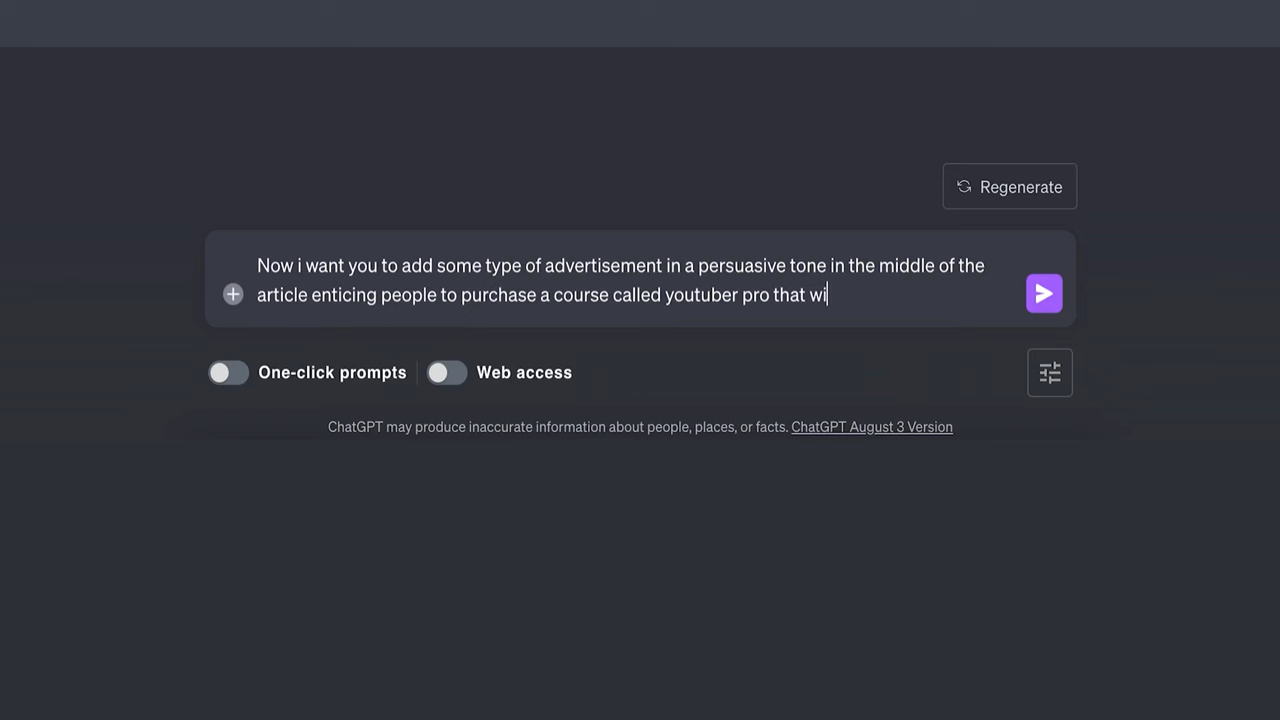 Regenerate
Now i want you to add some type of advertisement in a persuasive tone in the middle of the
article enticing people to purchase a course called youtuber pro that wi
One-click prompts
Web access
ChatGPT may produce inaccurate information about people, places, or facts. ChatGPT August 3 Version